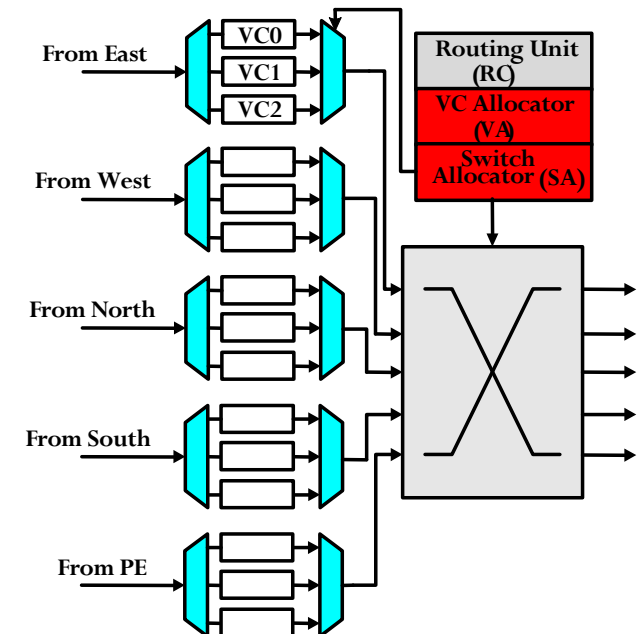 From East
VC0
VC1
VC2
Routing Unit
(RC)
VC Allocator
(VA)
Switch
Allocator (SA)
From West
From North
From South
From PE